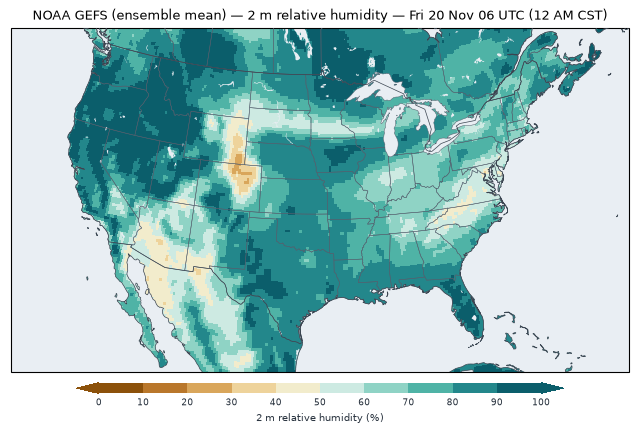 NOAA GEFS (ensemble mean) — 2 m relative humidity — Fri 20 Nov 06 UTC (12 AM CST)
0 10 20 30 40 50 60 70 80 90 100
2 m relative humidity (%)